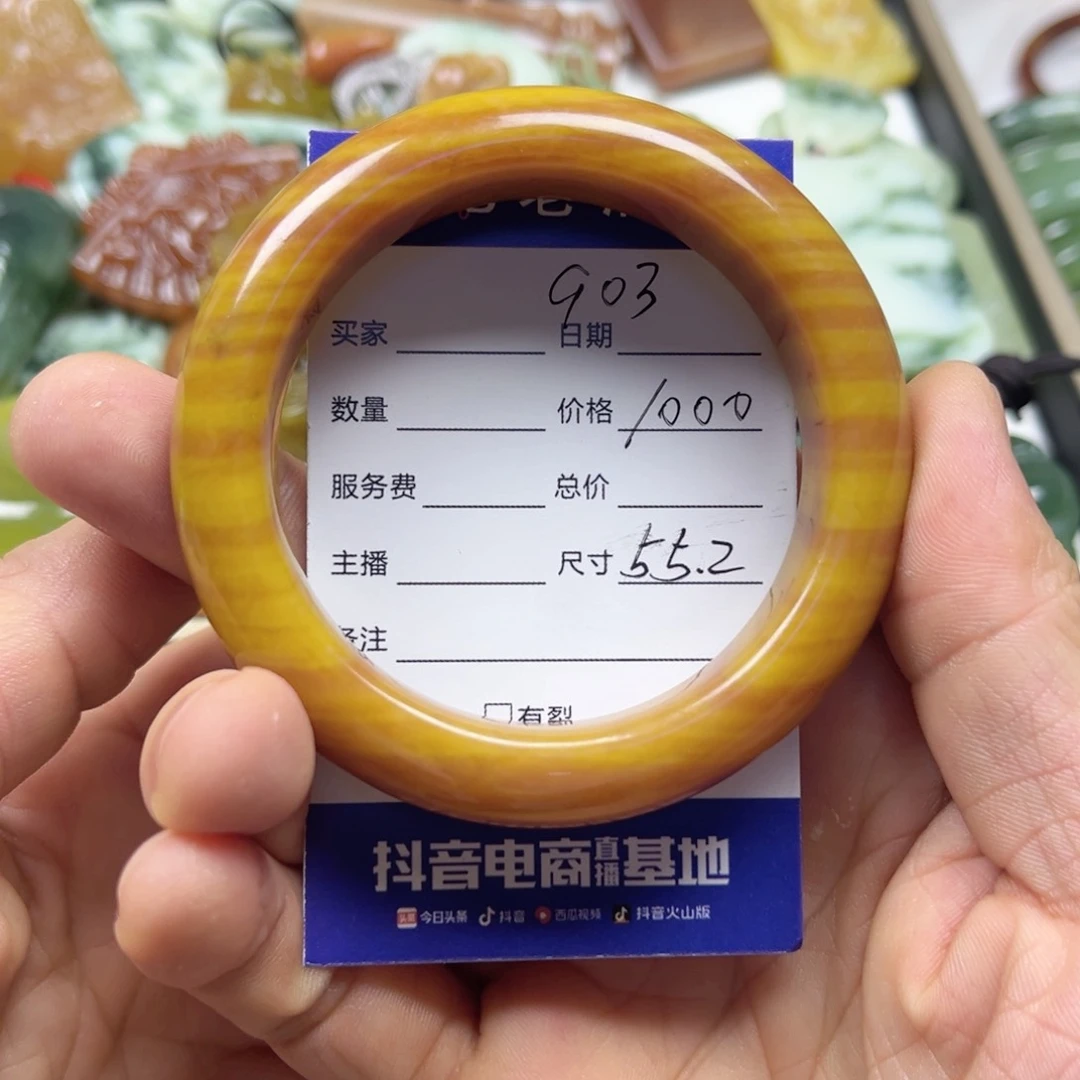 903
买家 日期
数量 价格 1000
服务费 总价
主播 尺寸 55.2
备注
□有裂
抖音电商直播基地
今日头条 抖音 西瓜视频 抖音火山版